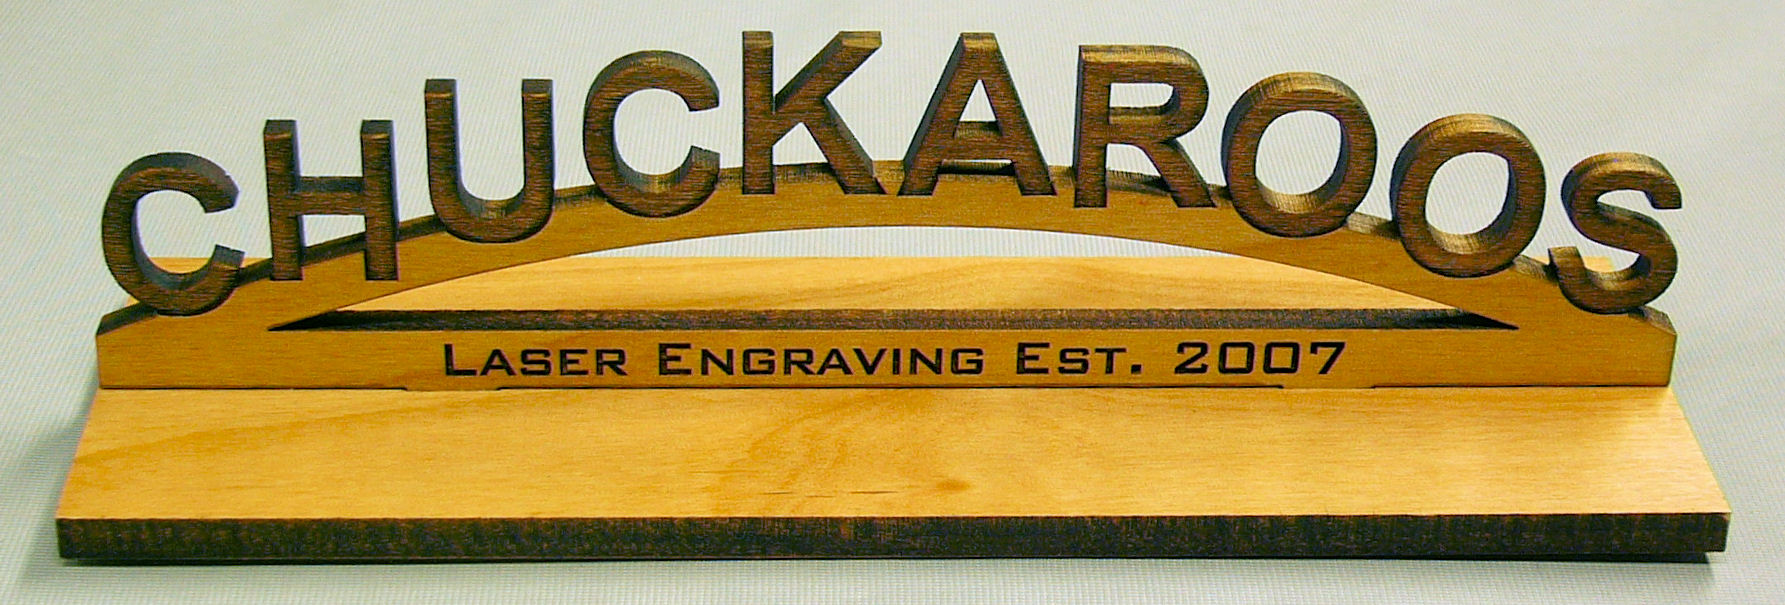 CHUCKAROOS
LASER ENGRAVING EST. 2007